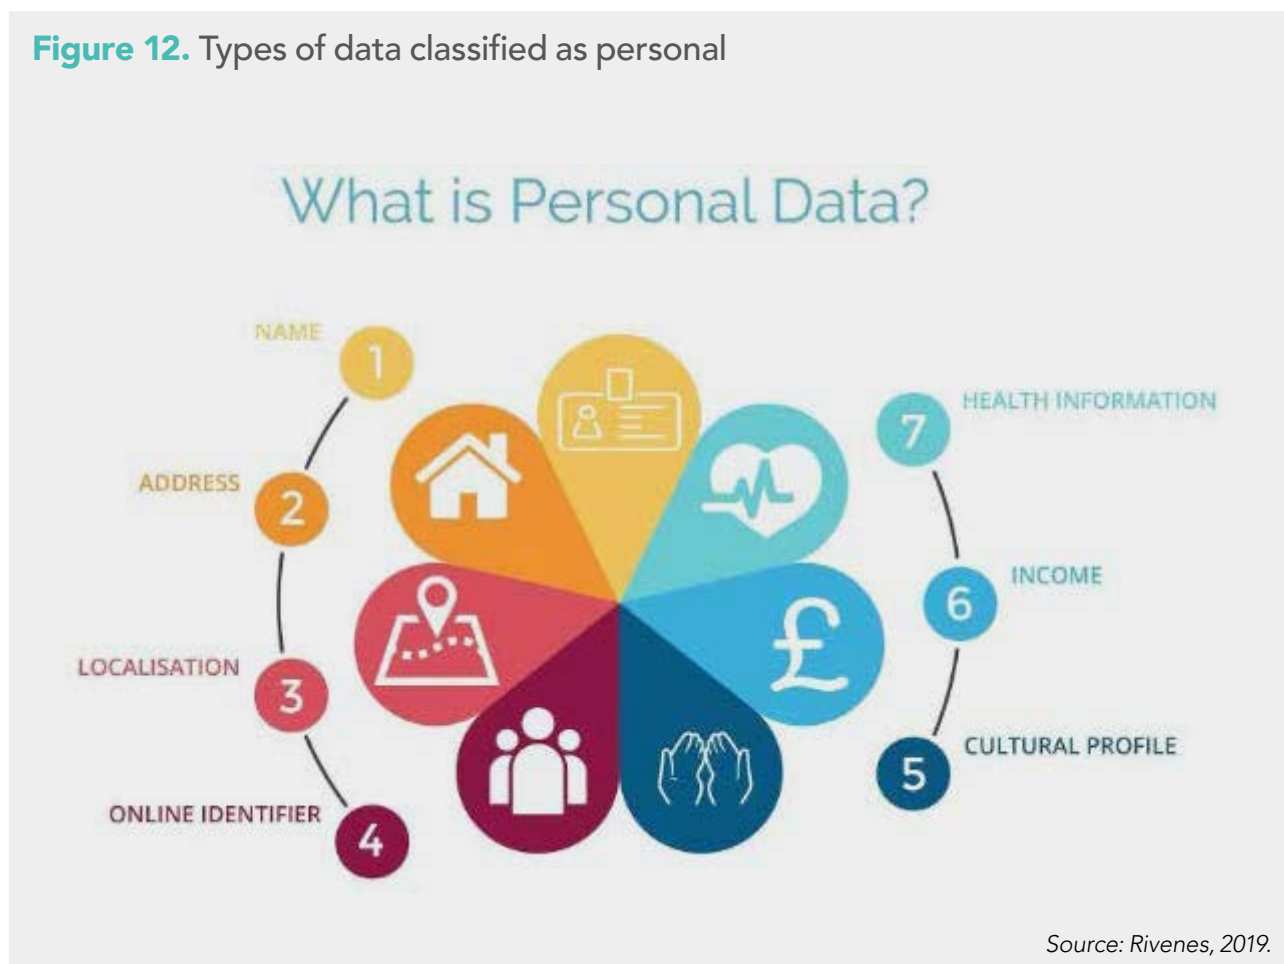 Figure 12. Types of data classified as personal
What is Personal Data?
NAME
1
ADDRESS
2
LOCALISATION
3
ONLINE IDENTIFIER
4
7
HEALTH INFORMATION
6
INCOME
5
CULTURAL PROFILE
£
Source: Rivenes, 2019.